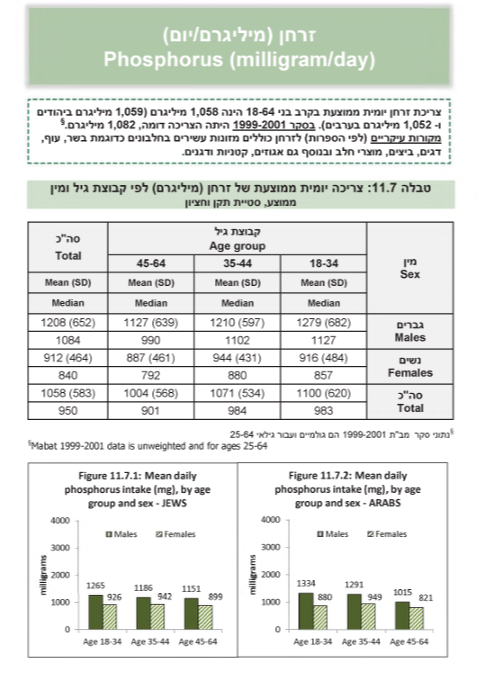 זרחן (מיליגרם/יום)
Phosphorus (milligram/day)
צריכת זרחן יומית ממוצעת בקרב בני 18-64 הינה 1,058 מיליגרם (1,059 מיליגרם ביהודים
ו- 1,052 מיליגרם בערבים). בסקר 1999-2001 היתה הצריכה דומה, 1,082 מיליגרם.§
מקורות עיקריים (לפי הספרות) לזרחן כוללים מזונות עשירים בחלבונים כדוגמת בשר, עוף,
דגים, ביצים, מוצרי חלב ובנוסף גם אגוזים, קטניות ודגנים.
טבלה 11.7: צריכה יומית ממוצעת של זרחן (מיליגרם) לפי קבוצת גיל ומין
ממוצע, סטיית תקן וחציון
סה"כ
Total
קבוצת גיל
Age group
מין
Sex
45-64 35-44 18-34
Mean (SD) Mean (SD) Mean (SD) Mean (SD)
Median Median Median Median
1208 (652) 1127 (639) 1210 (597) 1279 (682) גברים
1084 990 1102 1127 Males
912 (464) 887 (461) 944 (431) 916 (484) נשים
840 792 880 857 Females
1058 (583) 1004 (568) 1071 (534) 1100 (620) סה"כ
950 901 984 983 Total
§נתוני סקר מב"ת 1999-2001 הם גולמיים ועבור גילאי 25-64
§Mabat 1999-2001 data is unweighted and for ages 25-64
Figure 11.7.1: Mean daily
phosphorus intake (mg), by age
group and sex - JEWS
Males Females
milligrams
4000
3000
2000
1000
0
1265 926 1186 942 1151 899
Age 18-34 Age 35-44 Age 45-64
Figure 11.7.2: Mean daily
phosphorus intake (mg), by age
group and sex - ARABS
Males Females
milligrams
4000
3000
2000
1000
0
1334 880 1291 949 1015 821
Age 18-34 Age 35-44 Age 45-64